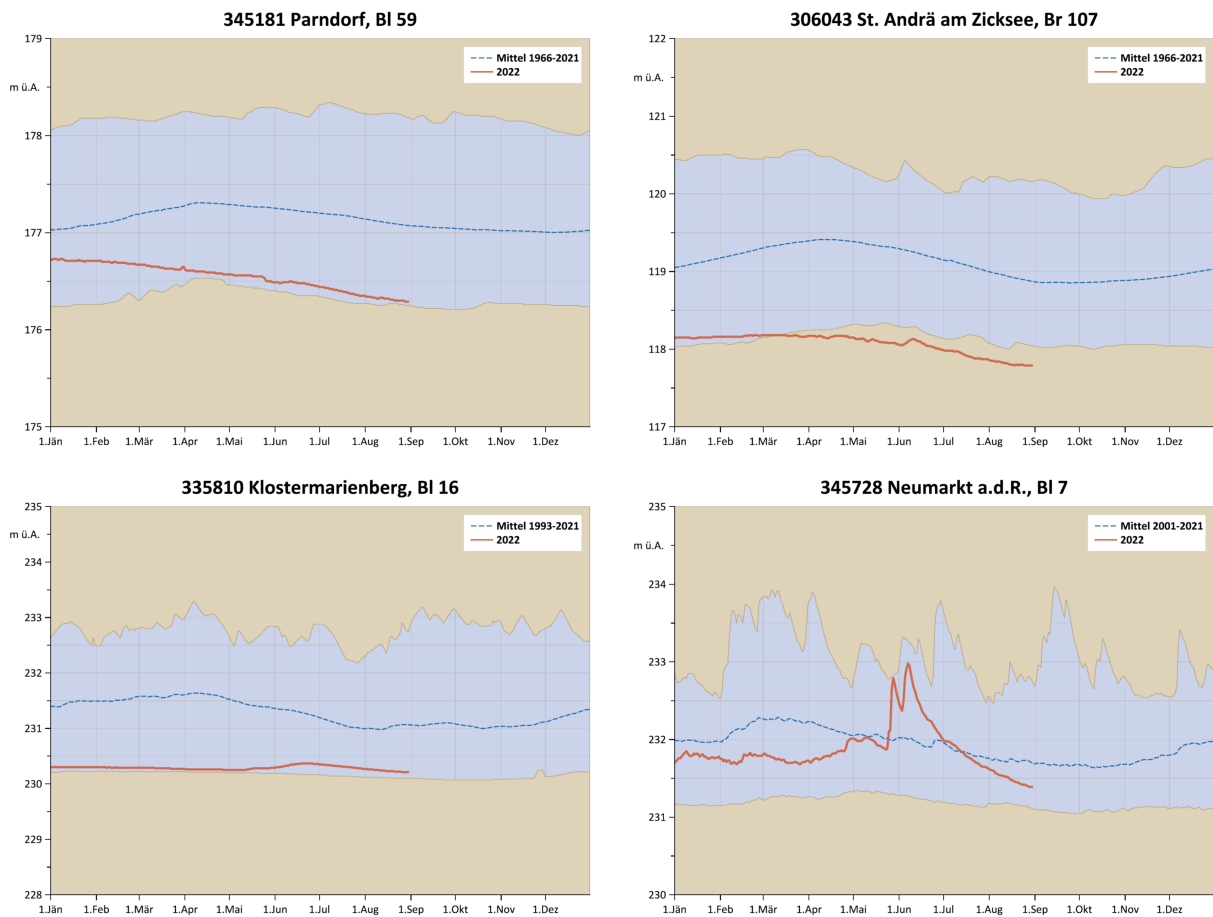 345181 Parndorf, Bl 59
179
m ü.A.
178
177
176
175
1.Jän 1.Feb 1.Mär 1.Apr 1.Mai 1.Jun 1.Jul 1.Aug 1.Sep 1.Okt 1.Nov 1.Dez
Mittel 1966-2021
2022
306043 St. Andrä am Zicksee, Br 107
122
m ü.A.
121
120
119
118
117
1.Jän 1.Feb 1.Mär 1.Apr 1.Mai 1.Jun 1.Jul 1.Aug 1.Sep 1.Okt 1.Nov 1.Dez
Mittel 1966-2021
2022
335810 Klostermarienberg, Bl 16
235
m ü.A.
234
233
232
231
230
229
228
1.Jän 1.Feb 1.Mär 1.Apr 1.Mai 1.Jun 1.Jul 1.Aug 1.Sep 1.Okt 1.Nov 1.Dez
Mittel 1993-2021
2022
345728 Neumarkt a.d.R., Bl 7
235
m ü.A.
234
233
232
231
230
1.Jän 1.Feb 1.Mär 1.Apr 1.Mai 1.Jun 1.Jul 1.Aug 1.Sep 1.Okt 1.Nov 1.Dez
Mittel 2001-2021
2022